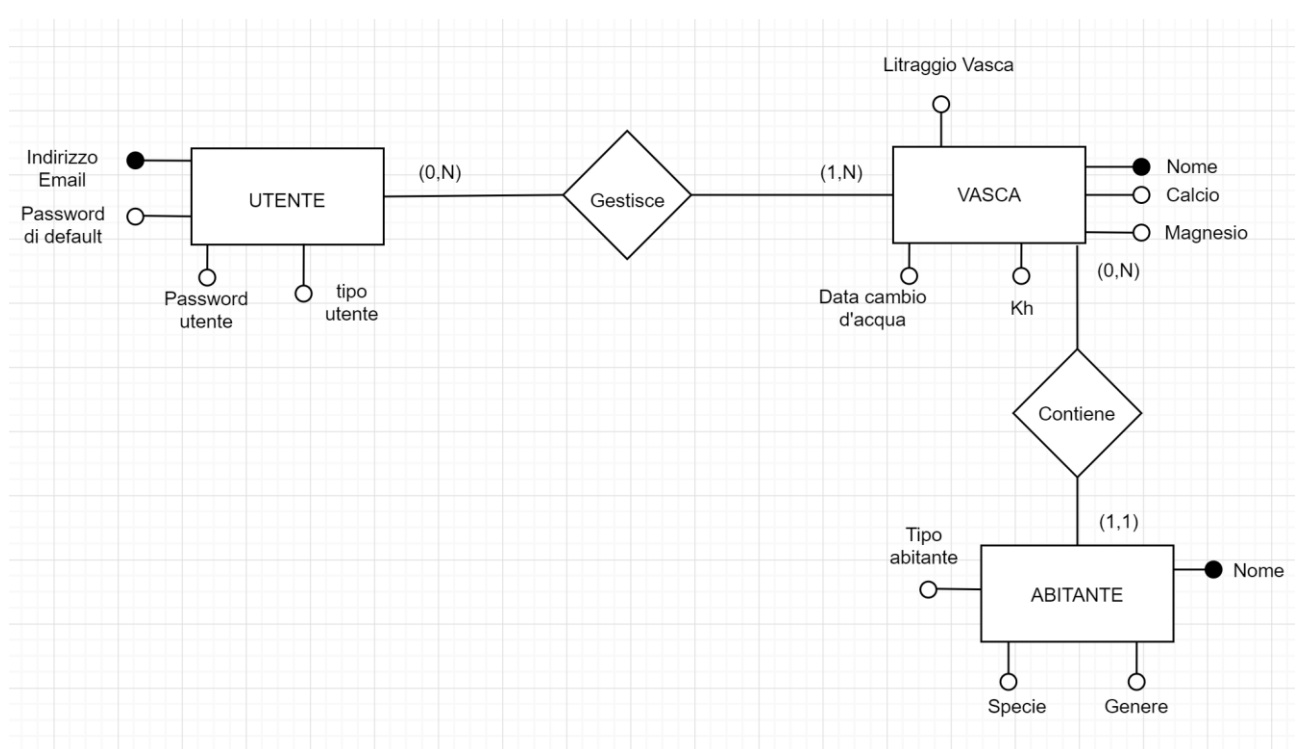 Litraggio Vasca
Indirizzo
Email
Password
di default
UTENTE
Password
utente
tipo
utente
(0,N)
Gestisce
(1,N)
VASCA
Nome
Calcio
Magnesio
Data cambio
d'acqua
Kh
(0,N)
Contiene
(1,1)
Tipo
abitante
ABITANTE
Nome
Specie
Genere